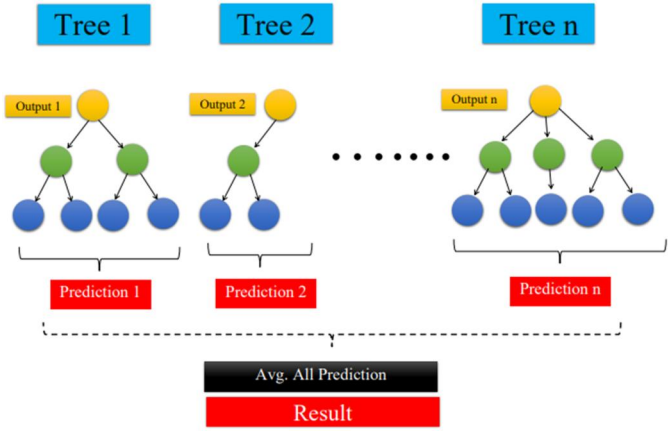 Tree 1
Tree 2
Tree n
Output 1
Output 2
Output n
Prediction 1
Prediction 2
Prediction n
Avg. All Prediction
Result